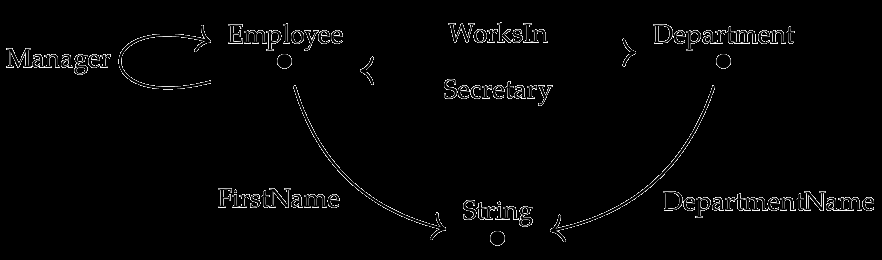 Employee
WorksIn
Department
Manager
Secretary
FirstName
String
DepartmentName